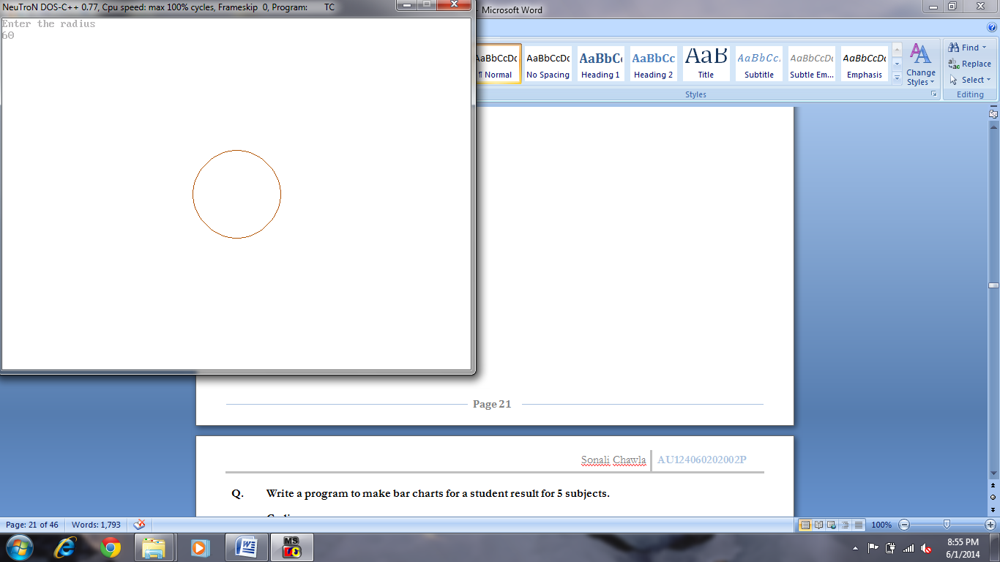 NeuTroN DOS-C++ 0.77, Cpu speed: max 100% cycles, Frameskip 0, Program: TC
Enter the radius
60
- Microsoft Word
AaBbCcDc AaBbCcDc AaBbCc AaBbCc AaB AaBbCc. AaBbCcDc AaBbCcDc
¶ Normal No Spacing Heading 1 Heading 2 Title Subtitle Subtle Em... Emphasis
Change
Styles
Styles
Find
Replace
Select
Editing
Page 21
Sonali Chawla AU124060202002P
Q. Write a program to make bar charts for a student result for 5 subjects.
Page: 21 of 46 Words: 1,793 100%
MS
8:55 PM
6/1/2014